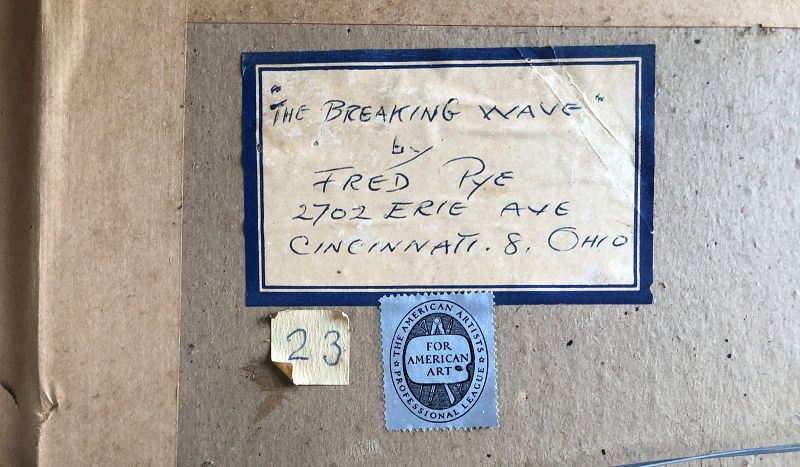 "THE BREAKING WAVE"
by
FRED PYE
2702 ERIE AVE
CINCINNATI. 8. OHIO
23
THE AMERICAN ARTISTS
FOR
AMERICAN
ART
PROFESSIONAL LEAGUE